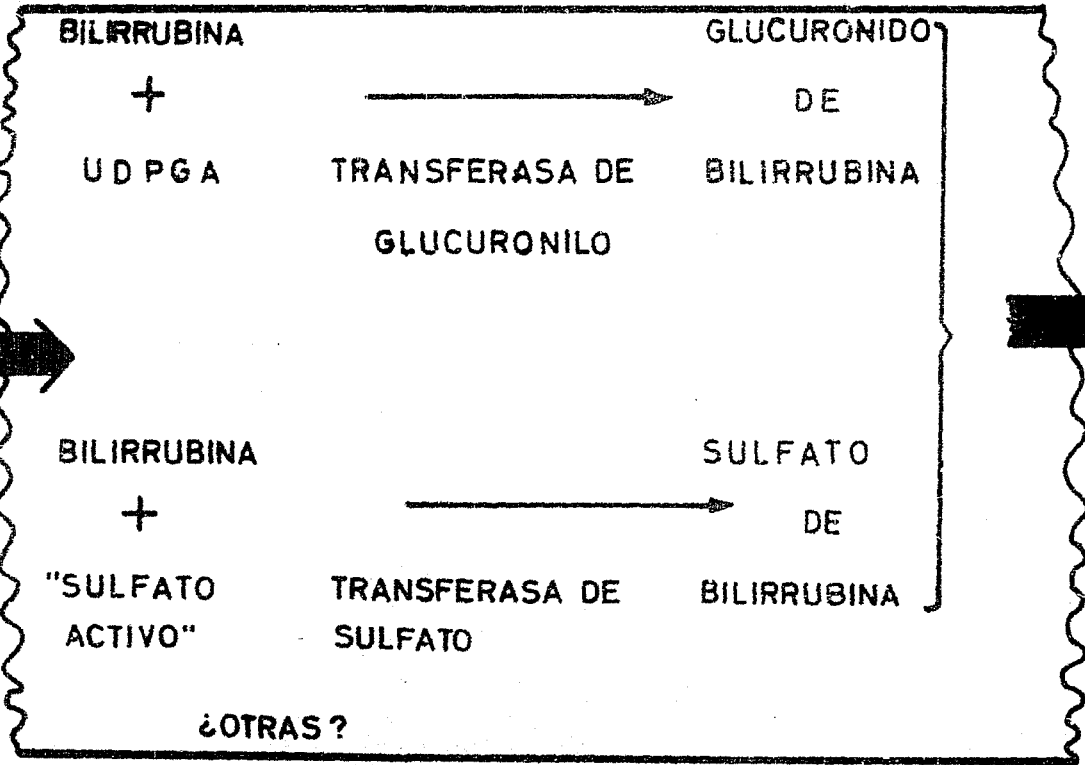 BILIRRUBINA
+
UDPGA
TRANSFERASA DE
GLUCURONILO
GLUCURONIDO
DE
BILIRRUBINA
BILIRRUBINA
+
"SULFATO
ACTIVO"
TRANSFERASA DE
SULFATO
SULFATO
DE
BILIRRUBINA
¿OTRAS?